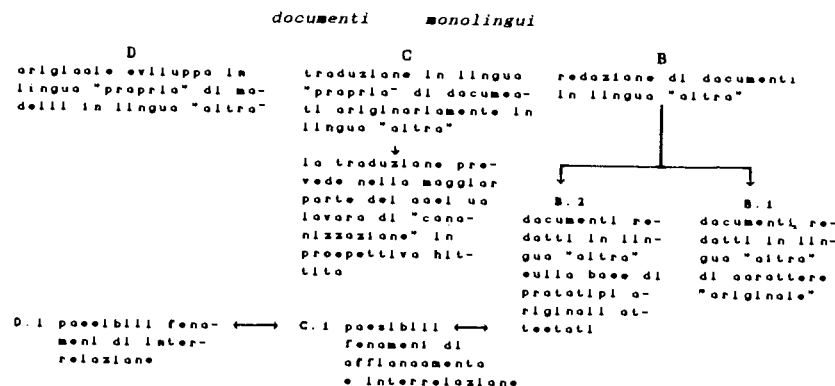 documenti monolingui
D
originale sviluppo in
lingua "propria" di mo-
delli in lingua "altra"
C
traduzione in lingua
"propria" di documen-
ti originariamente in
lingua "altra"
la traduzione pre-
vede nella maggior
parte dei casi un
lavoro di "cano-
nizzazione" in
prospettiva hit-
tita
B
redazione di documenti
in lingua "altra"
B.2
documenti re-
datti in lin-
gua "altra"
sulla base di
prototipi o-
riginali at-
testati
B.1
documenti re-
datti in lin-
gua "altra"
di carattere
"originale"
D.1 possibili feno-
meni di inter-
relazione
C.1 possibili
fenomeni di
affiancamento
e interrelazione